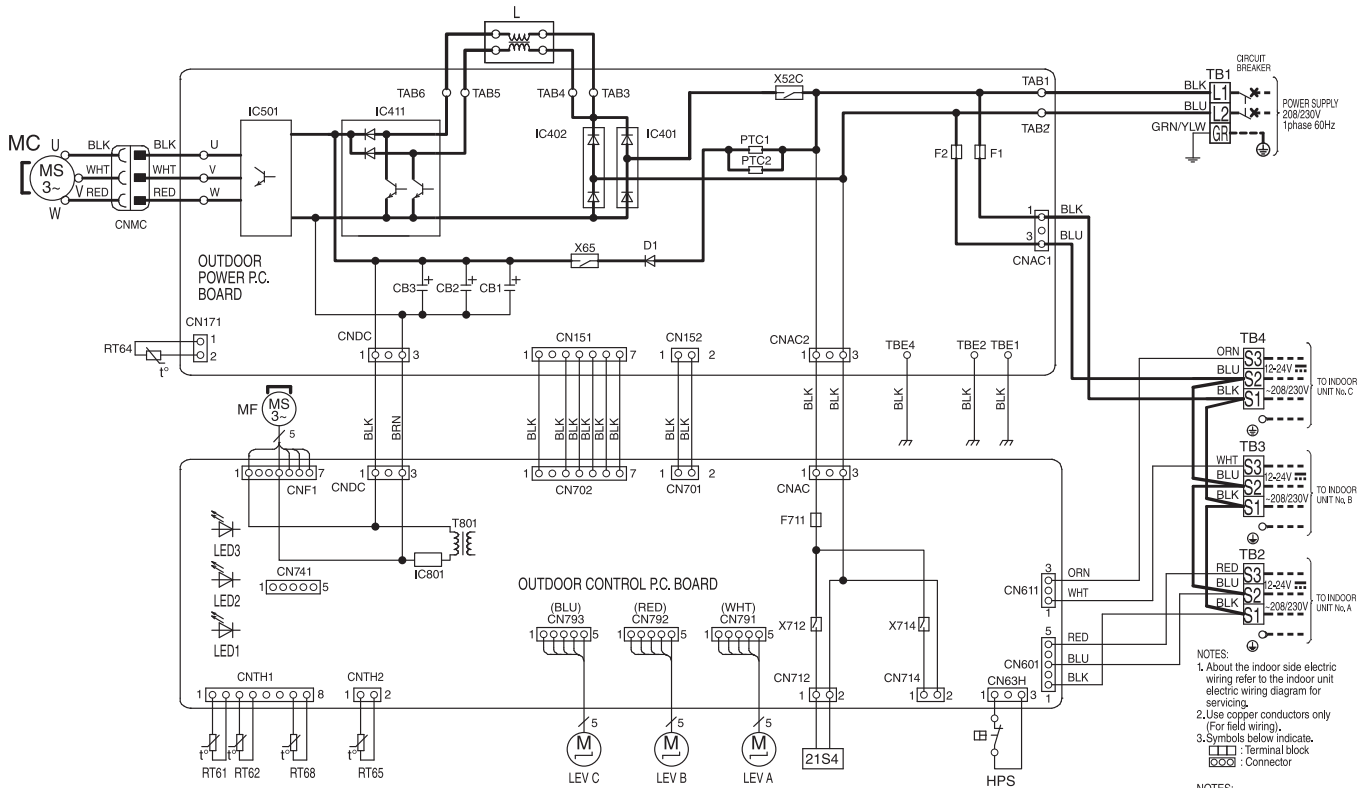 L
TAB6 TAB5 TAB4 TAB3
X52C
TAB1
TAB2
TB1
CIRCUIT
BREAKER
BLK L1
BLU L2
GRN/YLW GR
POWER SUPPLY
208/230V
1phase 60Hz
IC501
IC411
IC402
IC401
PTC1
PTC2
F2
F1
MC
U BLK BLK U
MS
3~
V WHT WHT V
W RED RED W
CNMC
1 BLK
3 BLU
CNAC1
OUTDOOR
POWER P.C.
BOARD
X65
D1
CB3 + CB2 + CB1 +
CN171
1
2
RT64
t°
CNDC
1 3
CN151
1 7
CN152
1 2
CNAC2
1 3
TBE4
TBE2 TBE1
BLK BRN
BLK BLK BLK BLK BLK BLK
BLK BLK
BLK BLK
BLK
BLK BLK
TB4
ORN S3
BLU S2
BLK S1
12-24V
~208/230V
TO INDOOR
UNIT No. C
TB3
WHT S3
BLU S2
BLK S1
12-24V
~208/230V
TO INDOOR
UNIT No. B
TB2
RED S3
BLU S2
BLK S1
12-24V
~208/230V
TO INDOOR
UNIT No. A
MF
MS
3~
5
1 7
CNF1
1 3
CNDC
1 7
CN702
1 2
CN701
1 3
CNAC
F711
T801
IC801
LED3
LED2
LED1
CN741
1 5
OUTDOOR CONTROL P.C. BOARD
(BLU)
CN793
1 5
(RED)
CN792
1 5
(WHT)
CN791
1 5
X712
X714
CN712
1 2
CN714
1 2
CN63H
1 3
3
CN611
1
ORN
WHT
5
CN601
1
RED
BLU
BLK
CNTH1
1 8
CNTH2
1 2
t° t° t° t°
RT61 RT62 RT68 RT65
5
M
LEV C
5
M
LEV B
5
M
LEV A
21S4
HPS
NOTES:
1. About the indoor side electric
wiring refer to the indoor unit
electric wiring diagram for
servicing.
2. Use copper conductors only
(For field wiring).
3. Symbols below indicate.
: Terminal block
: Connector
NOTES: